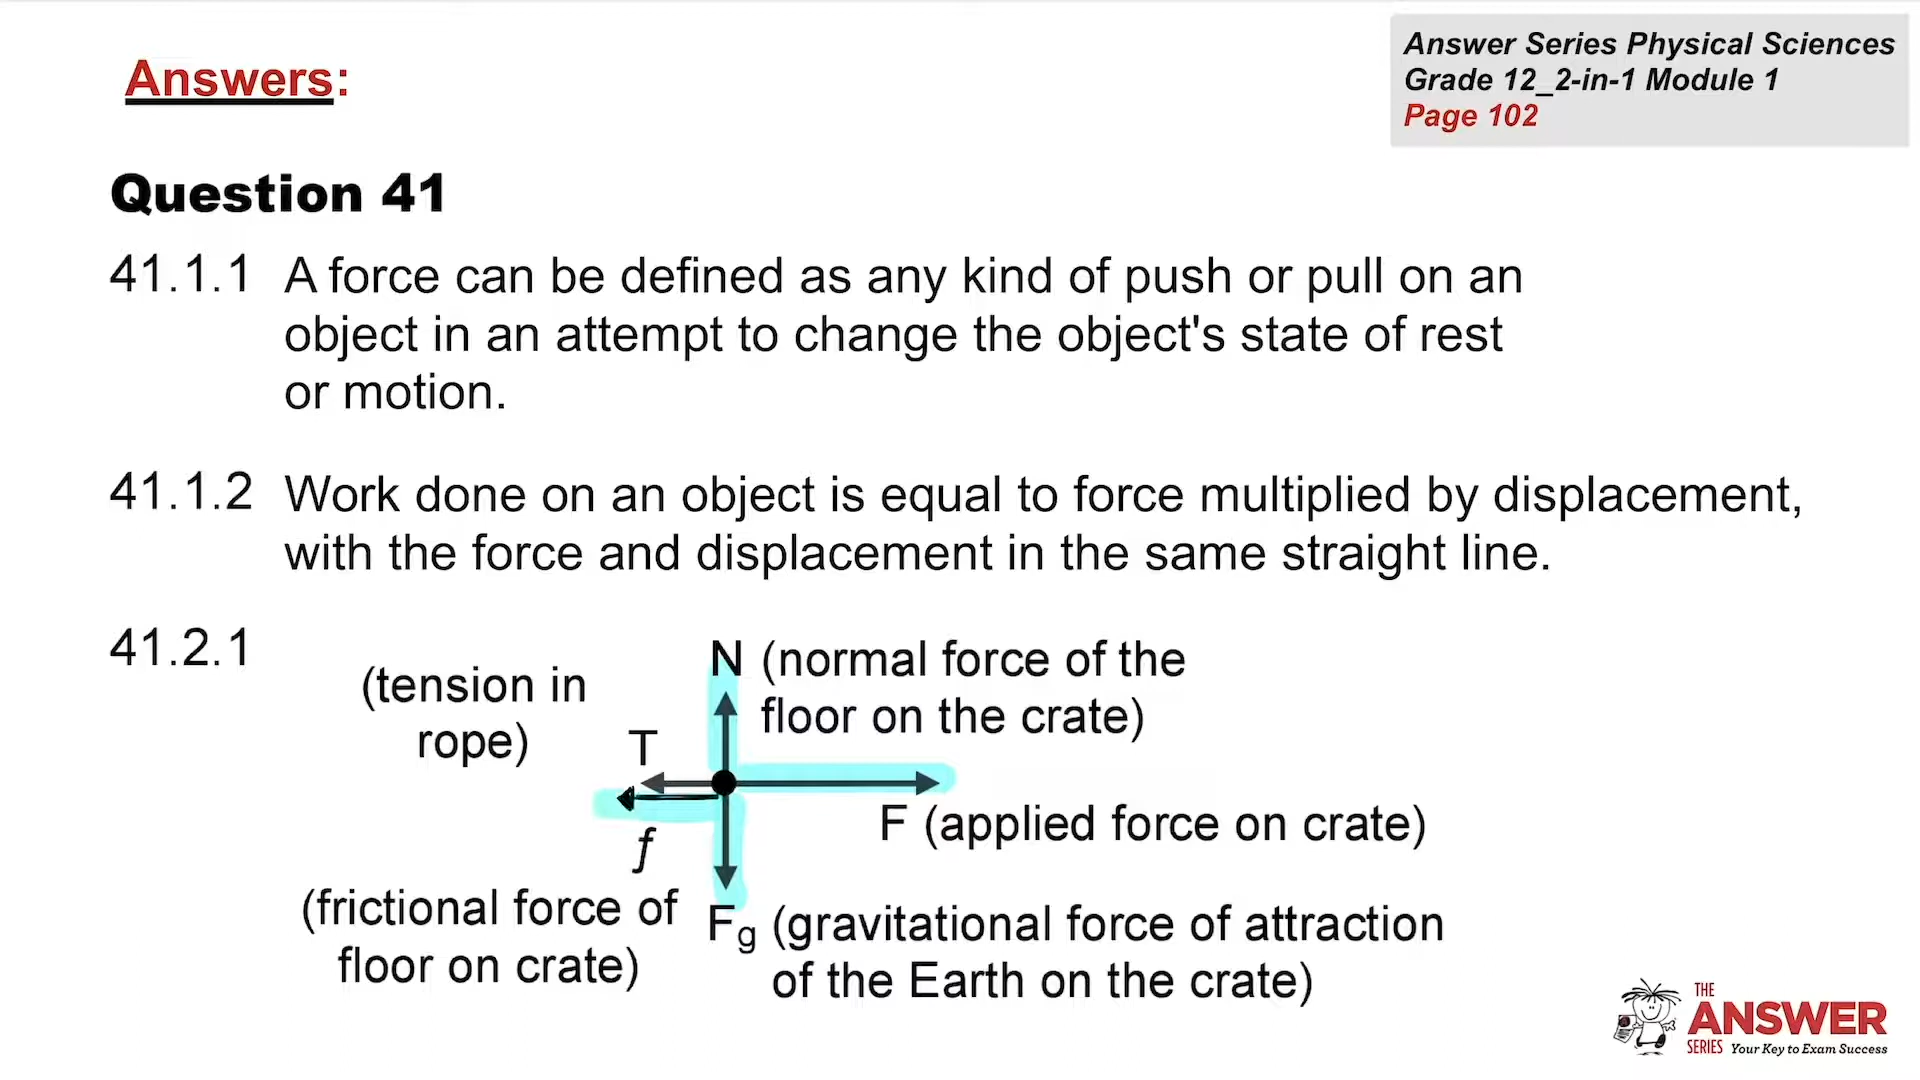 Answers:
Answer Series Physical Sciences
Grade 12_2-in-1 Module 1
Page 102
Question 41
41.1.1 A force can be defined as any kind of push or pull on an
object in an attempt to change the object's state of rest
or motion.
41.1.2 Work done on an object is equal to force multiplied by displacement,
with the force and displacement in the same straight line.
41.2.1
(tension in
rope)
T
N (normal force of the
floor on the crate)
F (applied force on crate)
f
(frictional force of
floor on crate)
Fg (gravitational force of attraction
of the Earth on the crate)
THE
ANSWER
SERIES Your Key to Exam Success